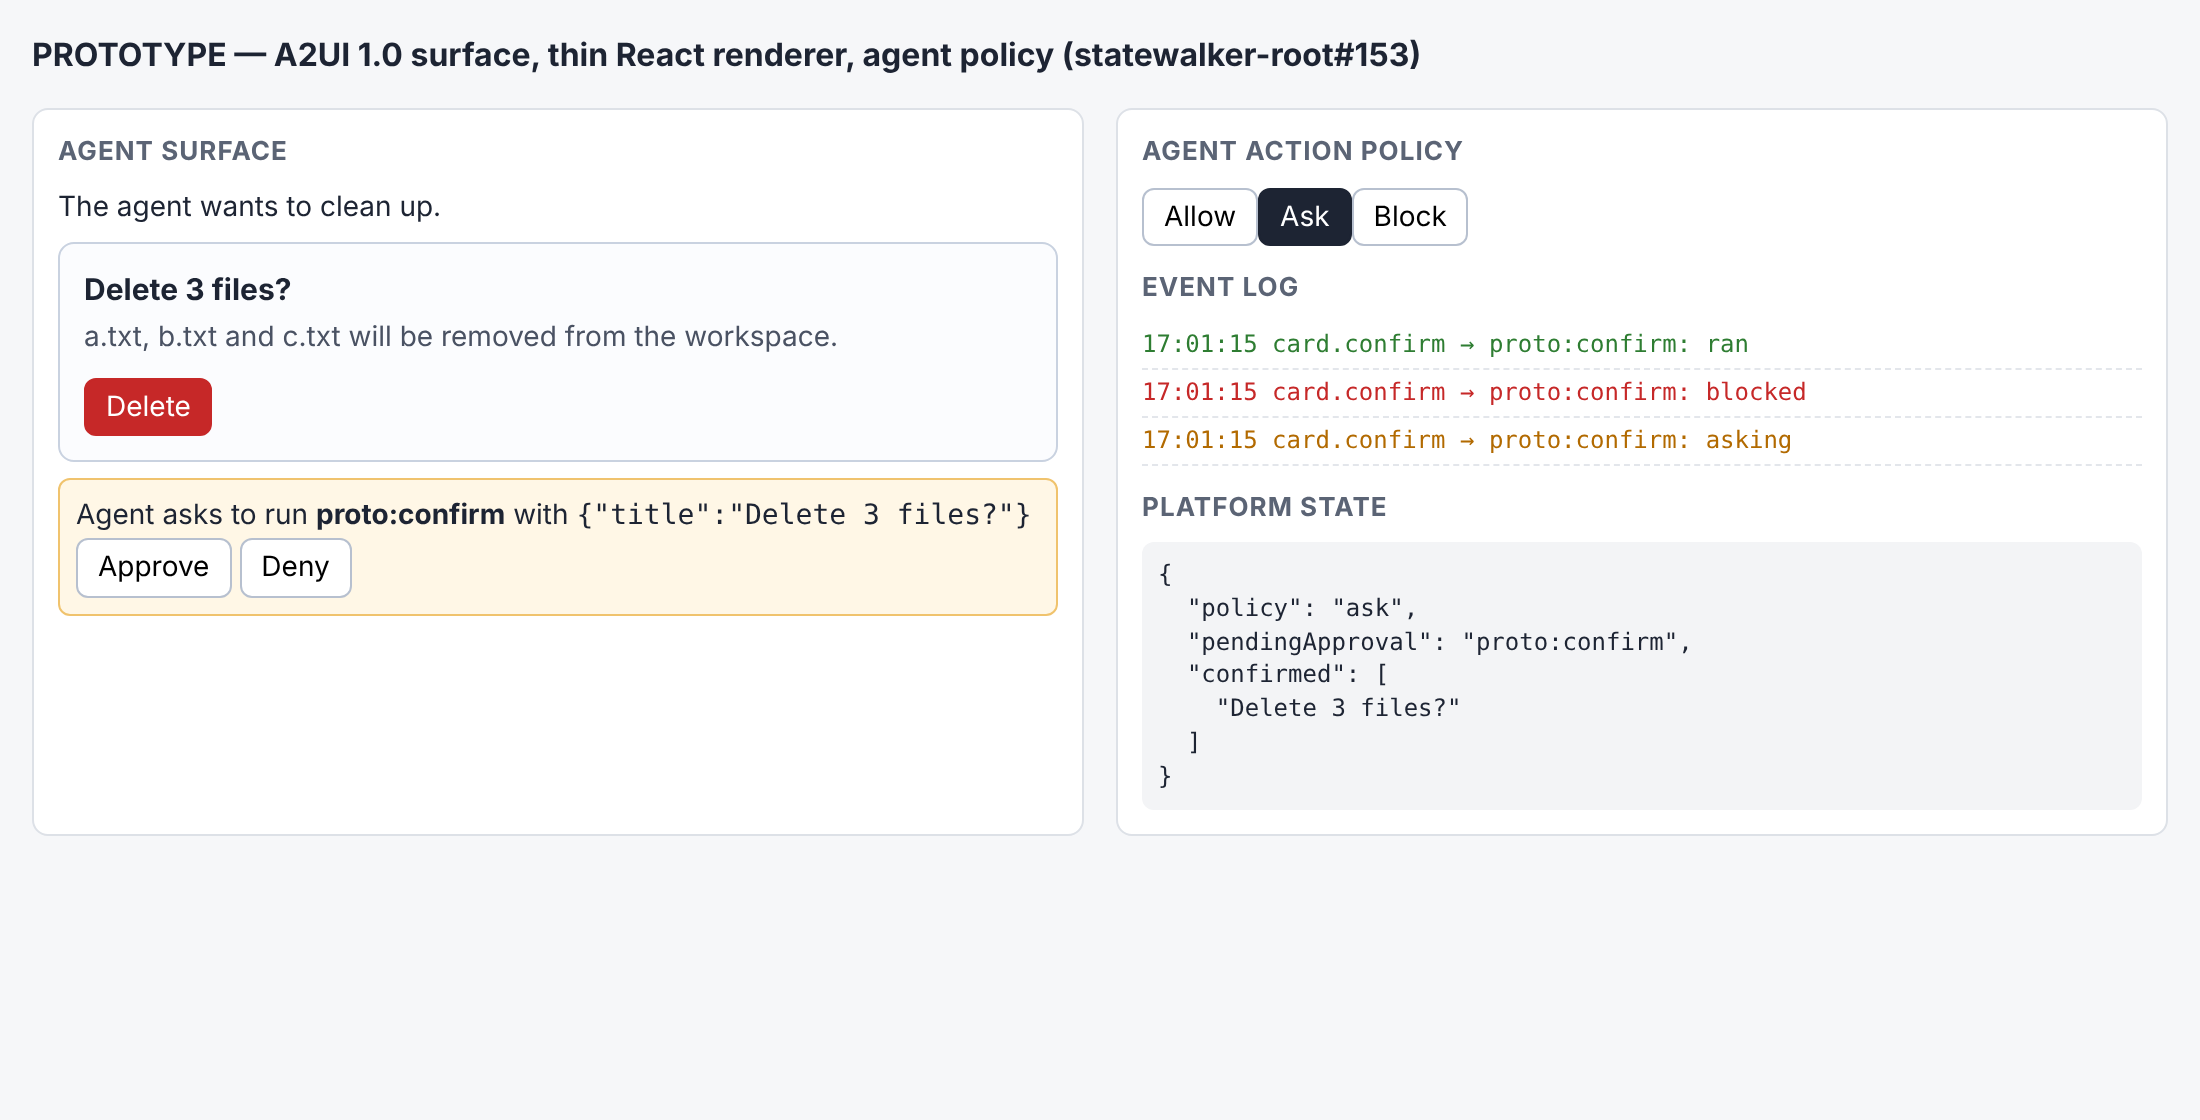 PROTOTYPE — A2UI 1.0 surface, thin React renderer, agent policy (statewalker-root#153)
AGENT SURFACE
The agent wants to clean up.
Delete 3 files?
a.txt, b.txt and c.txt will be removed from the workspace.
Delete
Agent asks to run proto:confirm with {"title":"Delete 3 files?"}
Approve Deny
AGENT ACTION POLICY
Allow Ask Block
EVENT LOG
17:01:15 card.confirm → proto:confirm: ran
17:01:15 card.confirm → proto:confirm: blocked
17:01:15 card.confirm → proto:confirm: asking
PLATFORM STATE
{
  "policy": "ask",
  "pendingApproval": "proto:confirm",
  "confirmed": [
    "Delete 3 files?"
  ]
}